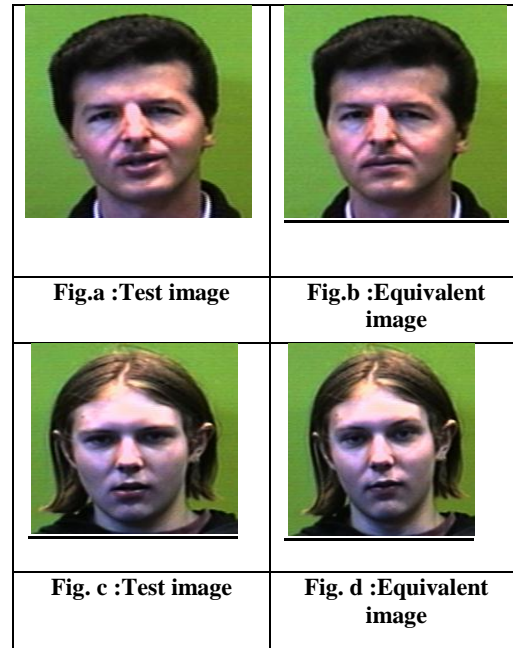 Fig.a :Test image
Fig.b :Equivalent
image
Fig. c :Test image
Fig. d :Equivalent
image